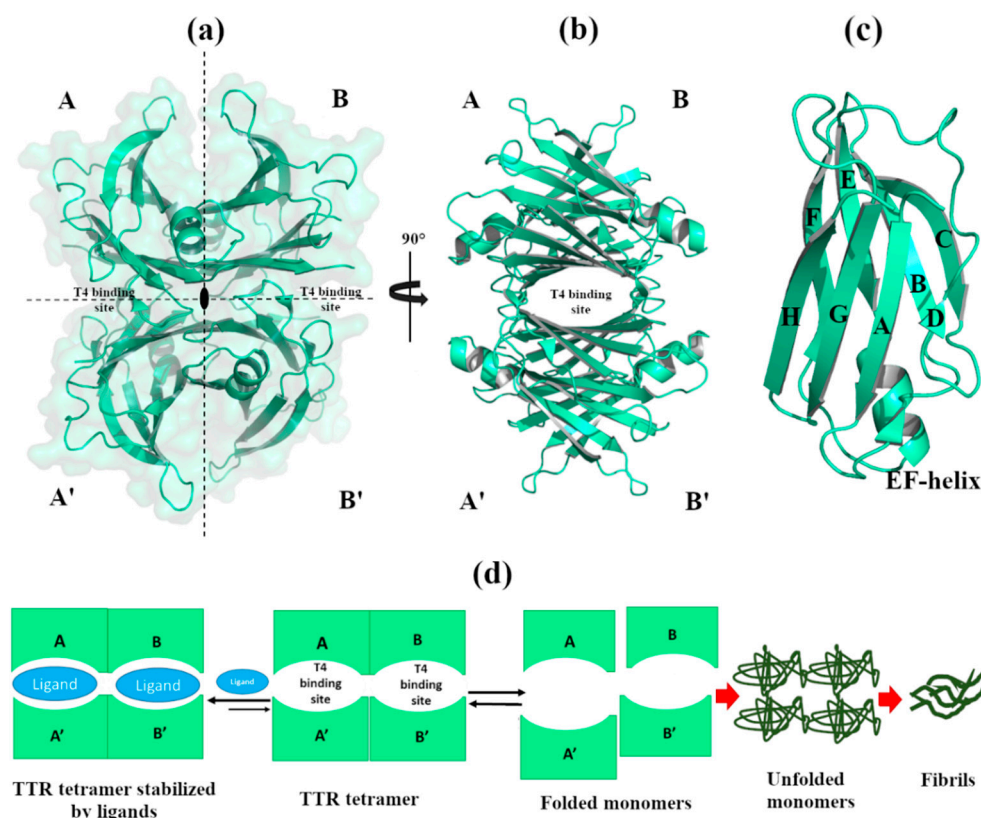 (a)
(b)
(c)
A
B
T4 binding
site
T4 binding
site
A'
B'
90°
A
B
T4 binding
site
A'
B'
E
F
C
B
H
G
A
D
EF-helix
(d)
A
B
Ligand
Ligand
A'
B'
Ligand
A
B
T4
binding
site
T4
binding
site
A'
B'
A
B
A'
B'
TTR tetramer stabilized
by ligands
TTR tetramer
Folded monomers
Unfolded
monomers
Fibrils